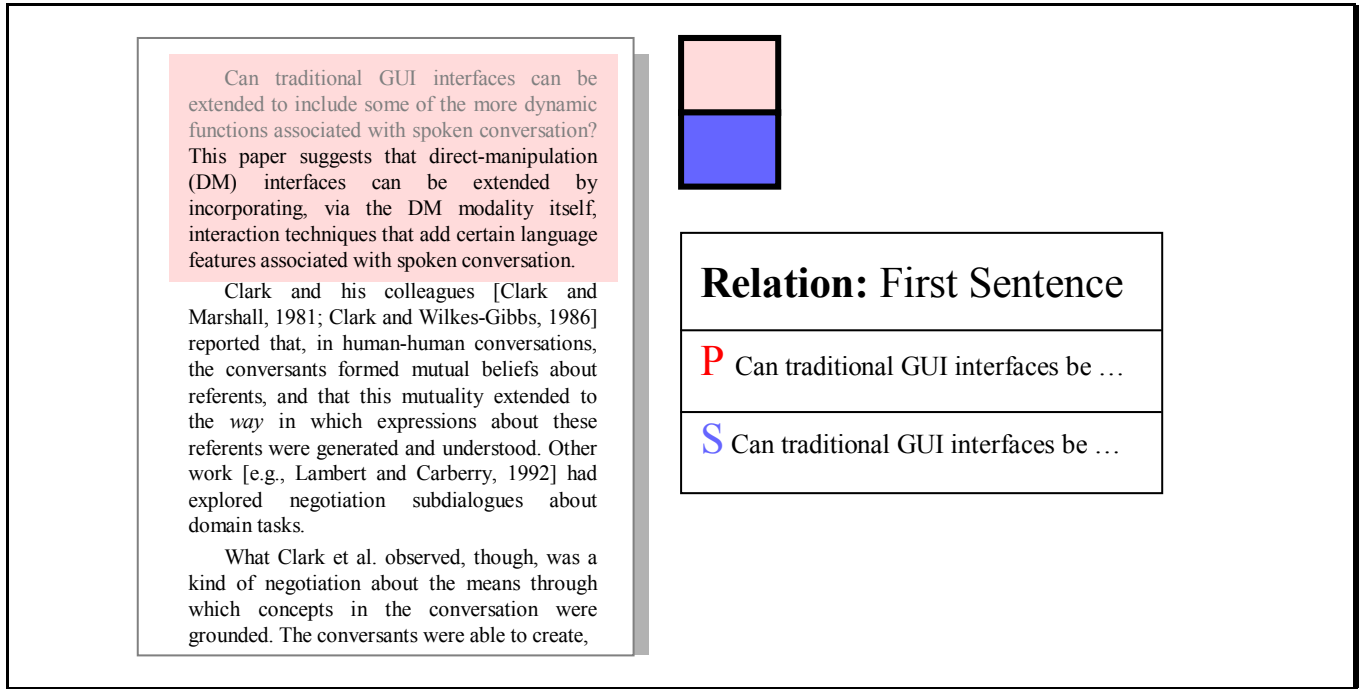 Can traditional GUI interfaces can be
extended to include some of the more dynamic
functions associated with spoken conversation?
This paper suggests that direct-manipulation
(DM) interfaces can be extended by
incorporating, via the DM modality itself,
interaction techniques that add certain language
features associated with spoken conversation.
Clark and his colleagues [Clark and
Marshall, 1981; Clark and Wilkes-Gibbs, 1986]
reported that, in human-human conversations,
the conversants formed mutual beliefs about
referents, and that this mutuality extended to
the way in which expressions about these
referents were generated and understood. Other
work [e.g., Lambert and Carberry, 1992] had
explored negotiation subdialogues about
domain tasks.
What Clark et al. observed, though, was a
kind of negotiation about the means through
which concepts in the conversation were
grounded. The conversants were able to create,
Relation: First Sentence
P Can traditional GUI interfaces be …
S Can traditional GUI interfaces be …